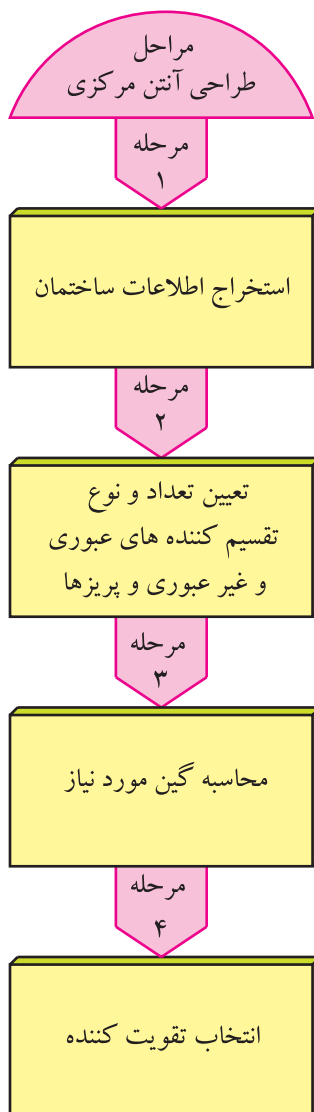 مراحل
طراحی آنتن مرکزی
مرحله
۱
استخراج اطلاعات ساختمان
مرحله
۲
تعیین تعداد و نوع
تقسیم کننده های عبوری
و غیر عبوری و پریزها
مرحله
۳
محاسبه گین مورد نیاز
مرحله
۴
انتخاب تقویت کننده